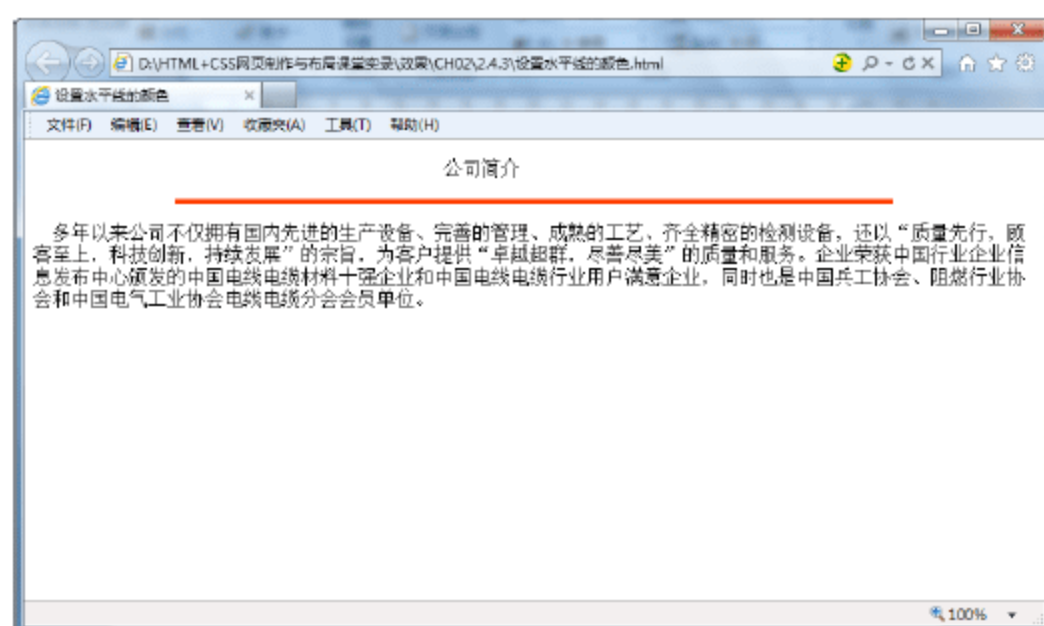 D:\HTML+CSS网页制作与布局课堂实录\效果\CH02\2.4.3\设置水平线的颜色.html
设置水平线的颜色
文件(F) 编辑(E) 查看(V) 收藏夹(A) 工具(T) 帮助(H)
公司简介
多年以来公司不仅拥有国内先进的生产设备、完善的管理、成熟的工艺、齐全精密的检测设备，还以“质量先行，顾
客至上，科技创新，持续发展”的宗旨，为客户提供“卓越超群，尽善尽美”的质量和服务。企业荣获中国行业企业信
息发布中心颁发的中国电线电缆材料十强企业和中国电线电缆行业用户满意企业，同时也是中国兵工协会、阻燃行业协
会和中国电气工业协会电线电缆分会会员单位。
100%